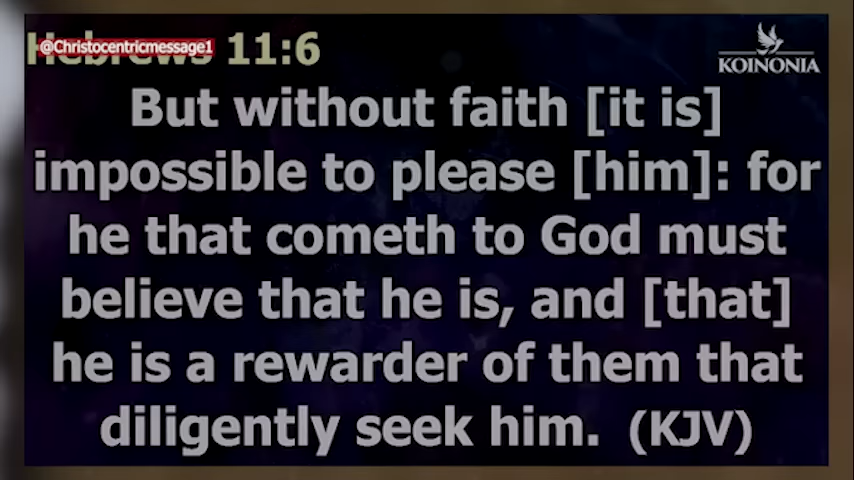 @Christocentricmessage1
Hebrews 11:6
KOINONIA
But without faith [it is]
impossible to please [him]: for
he that cometh to God must
believe that he is, and [that]
he is a rewarder of them that
diligently seek him. (KJV)